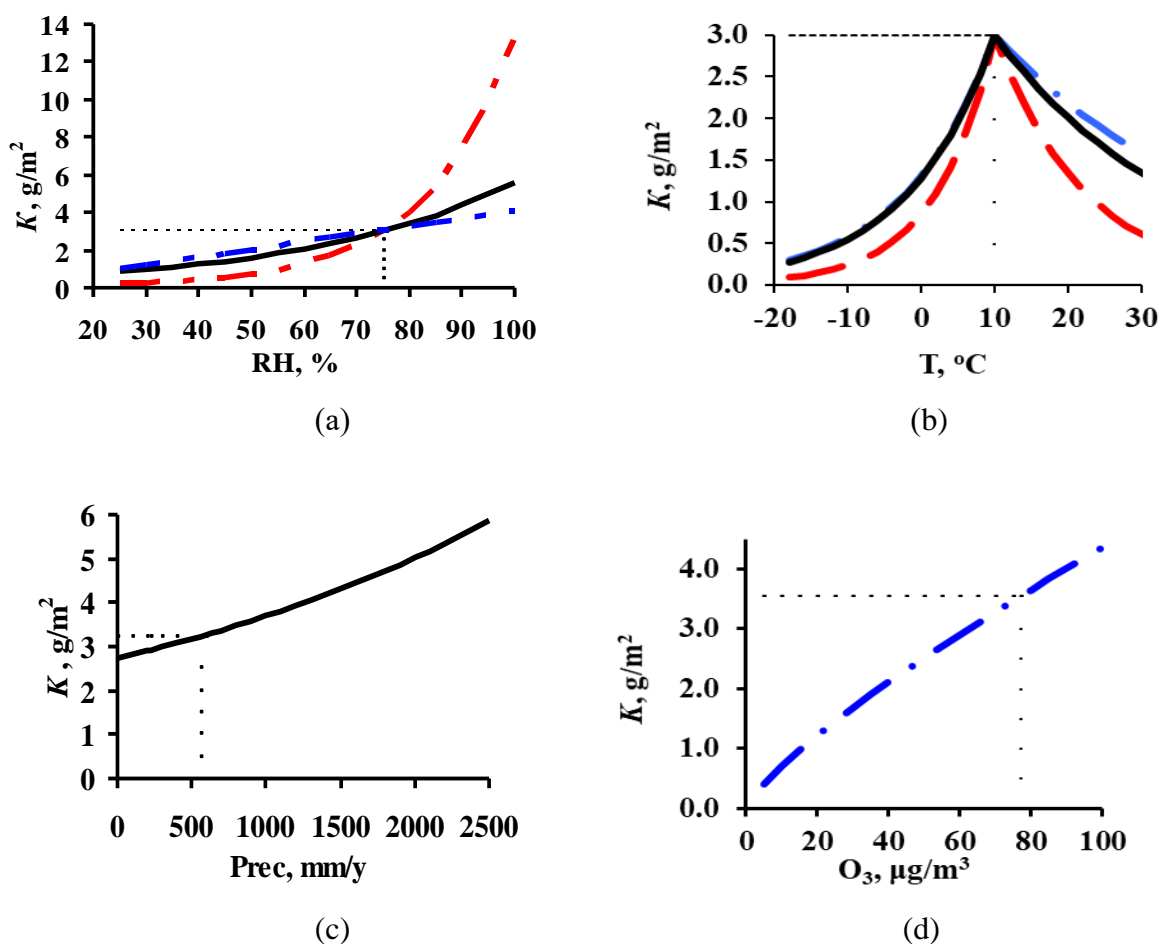 14
12
10
8
6
4
2
0
K, g/m²
20 30 40 50 60 70 80 90 100
RH, %
(a)
3.0
2.5
2.0
1.5
1.0
0.5
0.0
K, g/m²
-20 -10 0 10 20 30
T, °C
(b)
6
5
4
3
2
1
0
K , g/m²
0 500 1000 1500 2000 2500
Prec, mm/y
(c)
4.0
3.0
2.0
1.0
0.0
K, g/m²
0 20 40 60 80 100
O₃, µg/m³
(d)